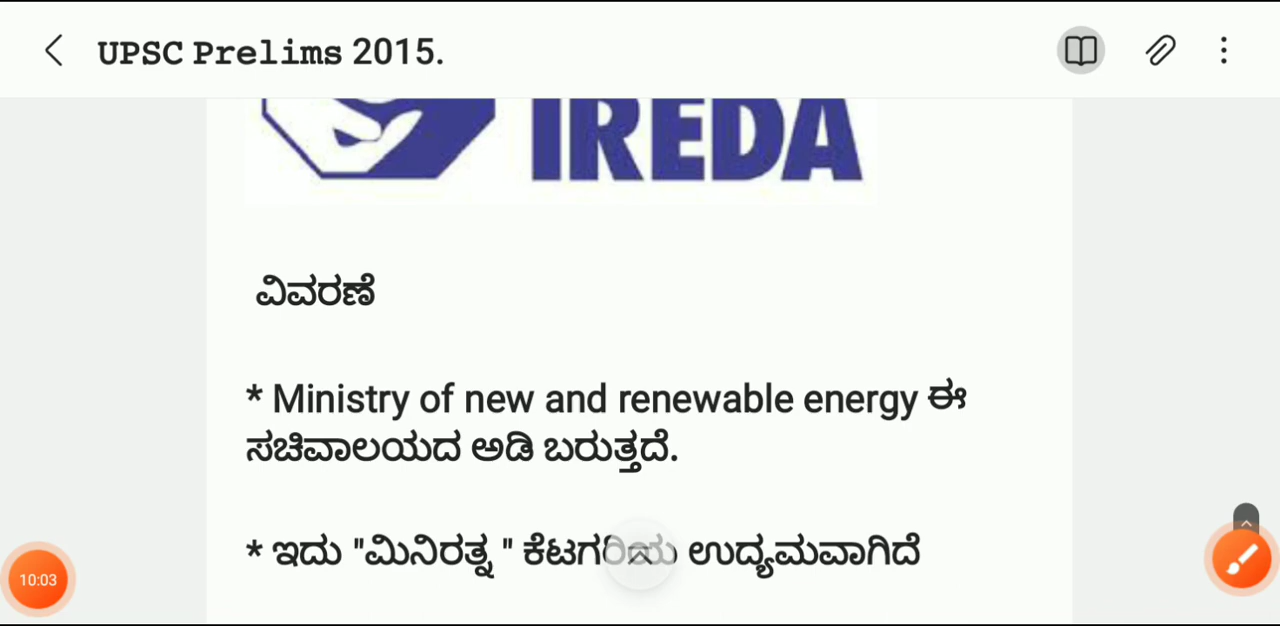 UPSC Prelims 2015.
IREDA
ವಿವರಣೆ
* Ministry of new and renewable energy ಈ
ಸಚಿವಾಲಯದ ಅಡಿ ಬರುತ್ತದೆ.
* ಇದು "ಮಿನಿರತ್ನ " ಕೆಟಗರಿಯ ಉದ್ಯಮವಾಗಿದೆ
10:03